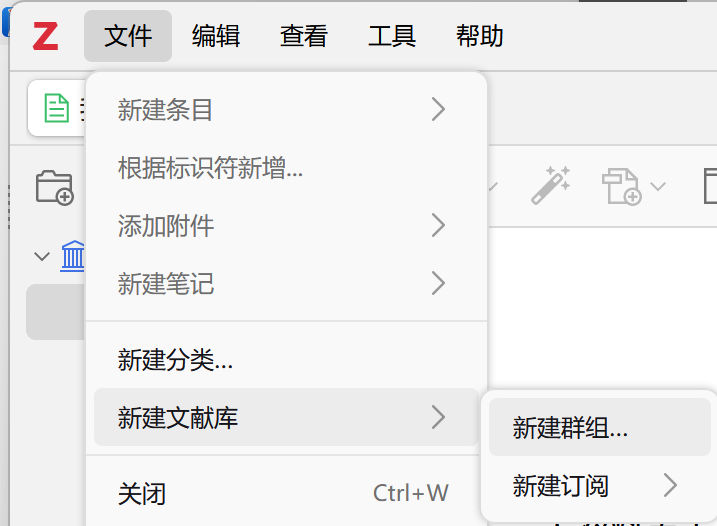 Z
文件 编辑 查看 工具 帮助
新建条目
根据标识符新增...
添加附件
新建笔记
新建分类...
新建文献库
新建群组...
新建订阅
关闭 Ctrl+W